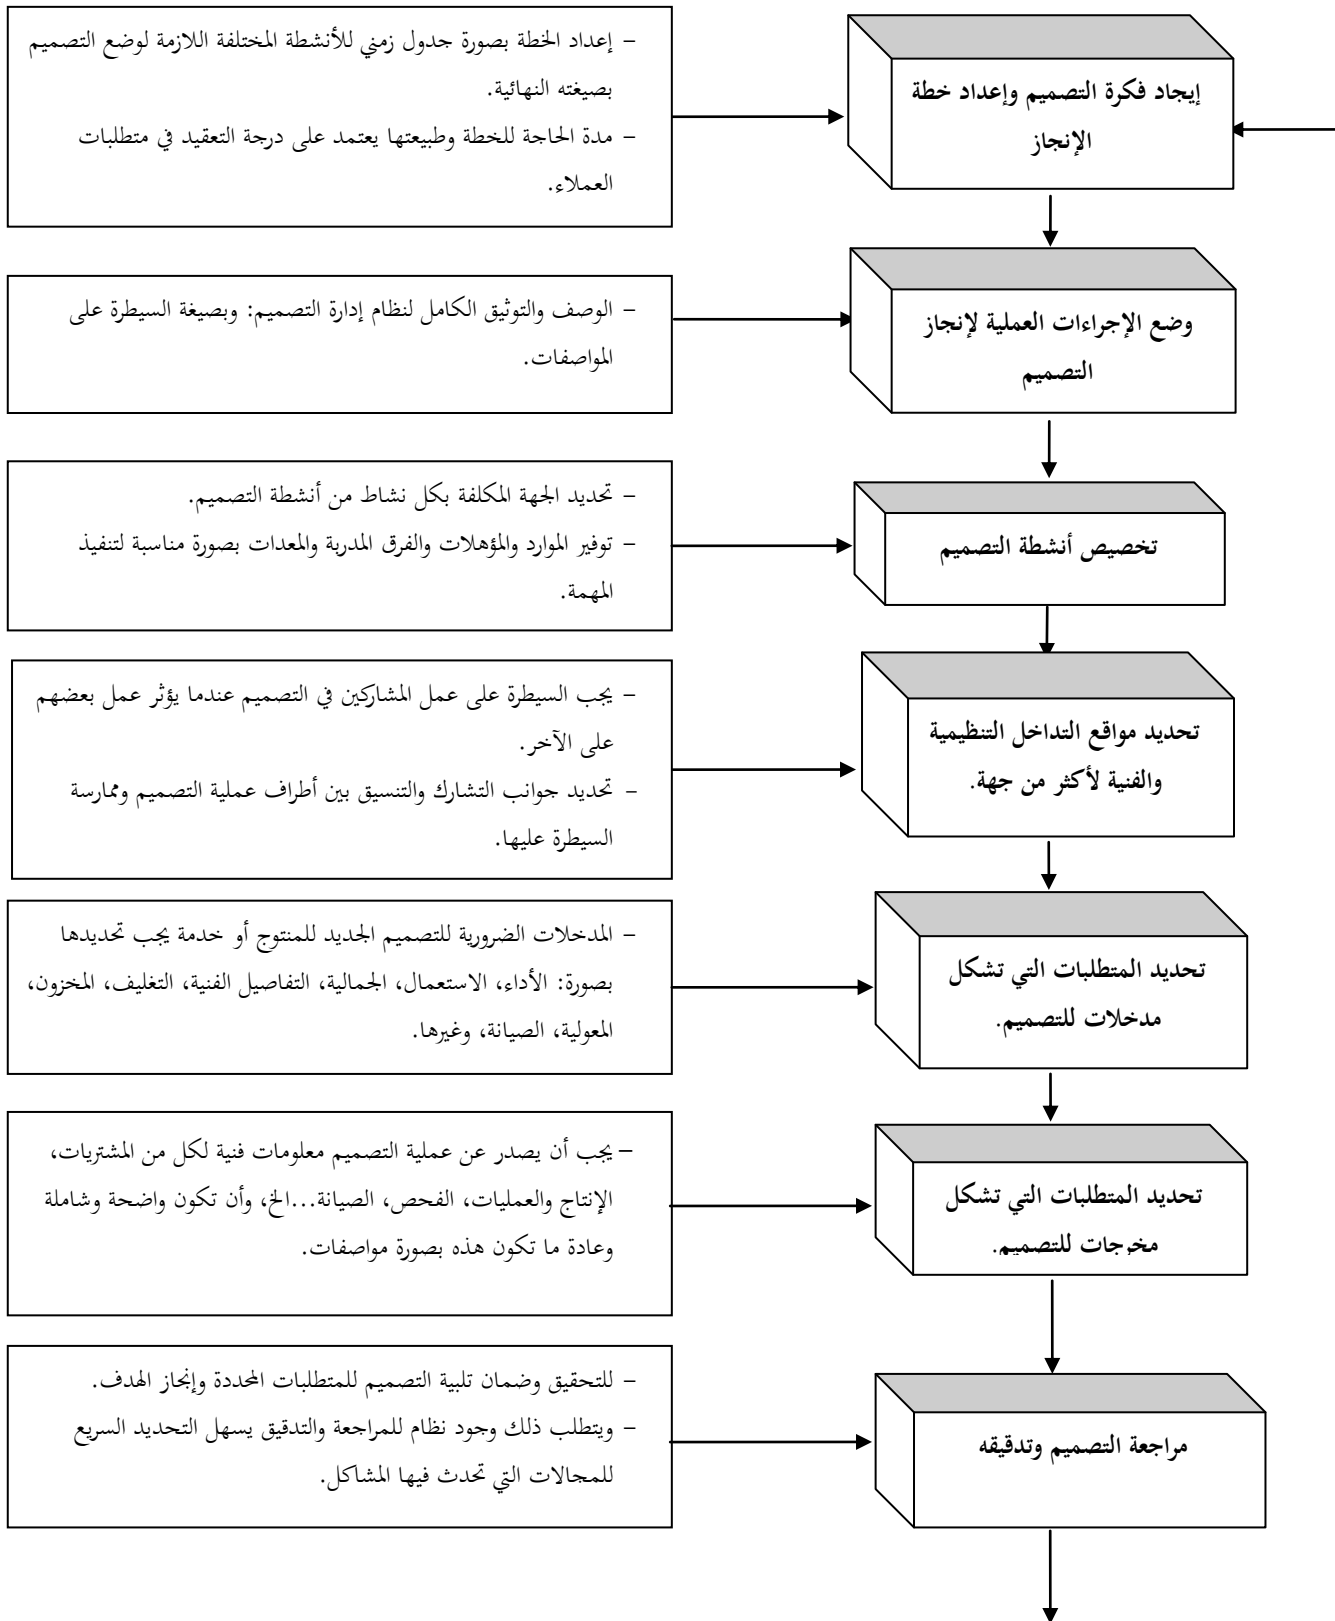 إيجاد فكرة التصميم وإعداد خطة
الإنجاز
– إعداد الخطة بصورة جدول زمني للأنشطة المختلفة اللازمة لوضع التصميم
بصيغته النهائية.
– مدة الحاجة للخطة وطبيعتها يعتمد على درجة التعقيد في متطلبات
العملاء.
وضع الإجراءات العملية لإنجاز
التصميم
– الوصف والتوثيق الكامل لنظام إدارة التصميم: وبصيغة السيطرة على
المواصفات.
تخصيص أنشطة التصميم
– تحديد الجهة المكلفة بكل نشاط من أنشطة التصميم.
– توفير الموارد والمؤهلات والفرق المدربة والمعدات بصورة مناسبة لتنفيذ
المهمة.
تحديد مواقع التداخل التنظيمية
والفنية لأكثر من جهة.
– يجب السيطرة على عمل المشاركين في التصميم عندما يؤثر عمل بعضهم
على الآخر.
– تحديد جوانب التشارك والتنسيق بين أطراف عملية التصميم وممارسة
السيطرة عليها.
تحديد المتطلبات التي تشكل
مدخلات للتصميم.
– المدخلات الضرورية للتصميم الجديد للمنتوج أو خدمة يجب تحديدها
بصورة: الأداء، الاستعمال، الجمالية، التفاصيل الفنية، التغليف، المخزون،
المعولية، الصيانة، وغيرها.
تحديد المتطلبات التي تشكل
مخرجات للتصميم.
– يجب أن يصدر عن عملية التصميم معلومات فنية لكل من المشتريات،
الإنتاج والعمليات، الفحص، الصيانة...الخ، وأن تكون واضحة وشاملة
وعادة ما تكون هذه بصورة مواصفات.
مراجعة التصميم وتدقيقه
– للتحقيق وضمان تلبية التصميم للمتطلبات المحددة وإنجاز الهدف.
– ويتطلب ذلك وجود نظام للمراجعة والتدقيق يسهل التحديد السريع
للمجالات التي تحدث فيها المشاكل.